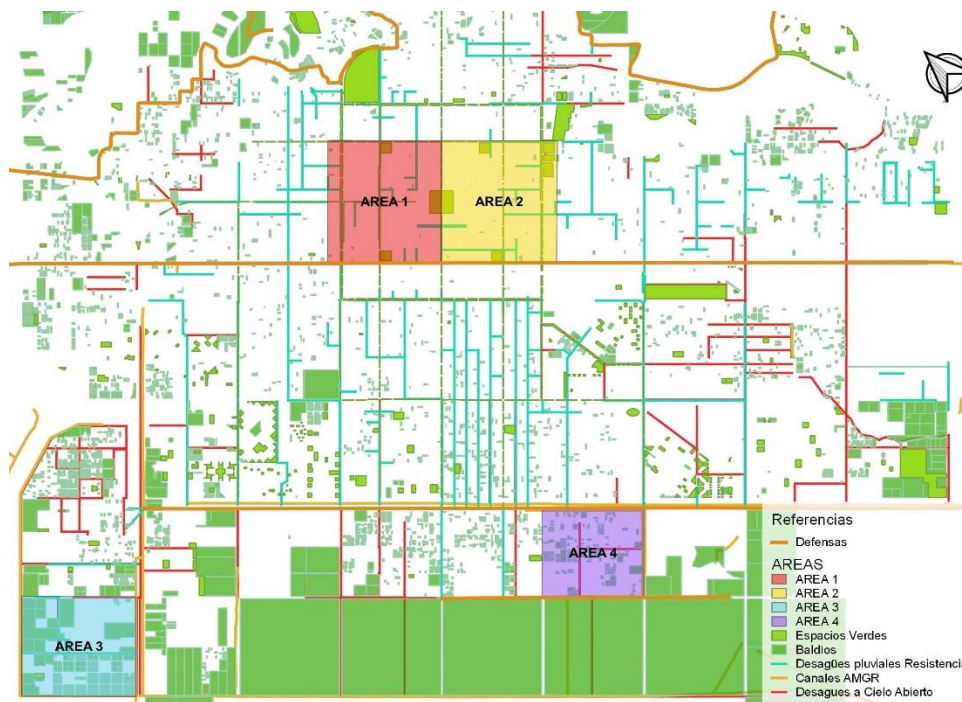 AREA 1
AREA 2
AREA 4
AREA 3
Referencias
Defensas
AREAS
AREA 1
AREA 2
AREA 3
AREA 4
Espacios Verdes
Baldios
Desagües pluviales Resistencia
Canales AMGR
Desagues a Cielo Abierto